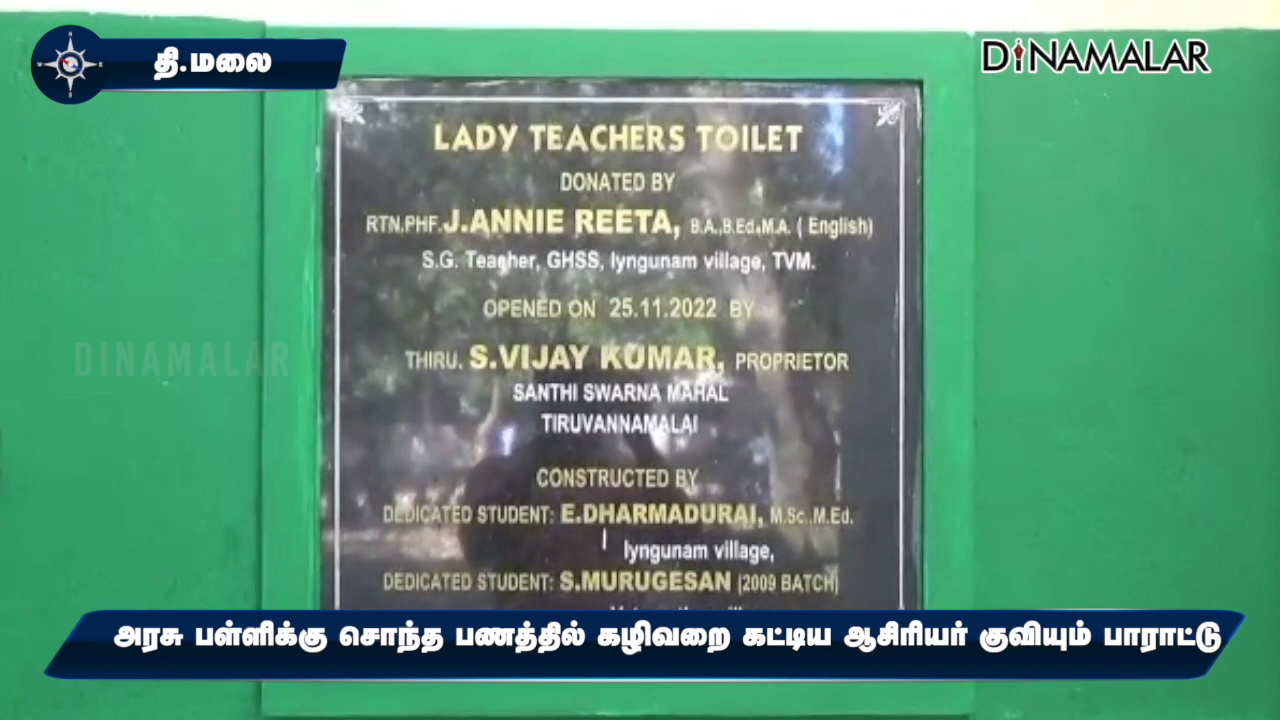 தி.மலை
DINAMALAR
LADY TEACHERS TOILET
DONATED BY
RTN.PHF.J.ANNIE REETA, B.A.,B.Ed.,M.A. ( English)
S.G. Teacher, GHSS, Iyngunam village, TVM.
OPENED ON 25.11.2022 BY
THIRU. S.VIJAY KUMAR, PROPRIETOR
DINAMALAR
SANTHI SWARNA MAHAL
TIRUVANNAMALAI
CONSTRUCTED BY
DEDICATED STUDENT: E.DHARMADURAI, M.Sc.,M.Ed.
Iyngunam village,
DEDICATED STUDENT: S.MURUGESAN (2009 BATCH)
அரசு பள்ளிக்கு சொந்த பணத்தில் கழிவறை கட்டிய ஆசிரியர் குவியும் பாராட்டு